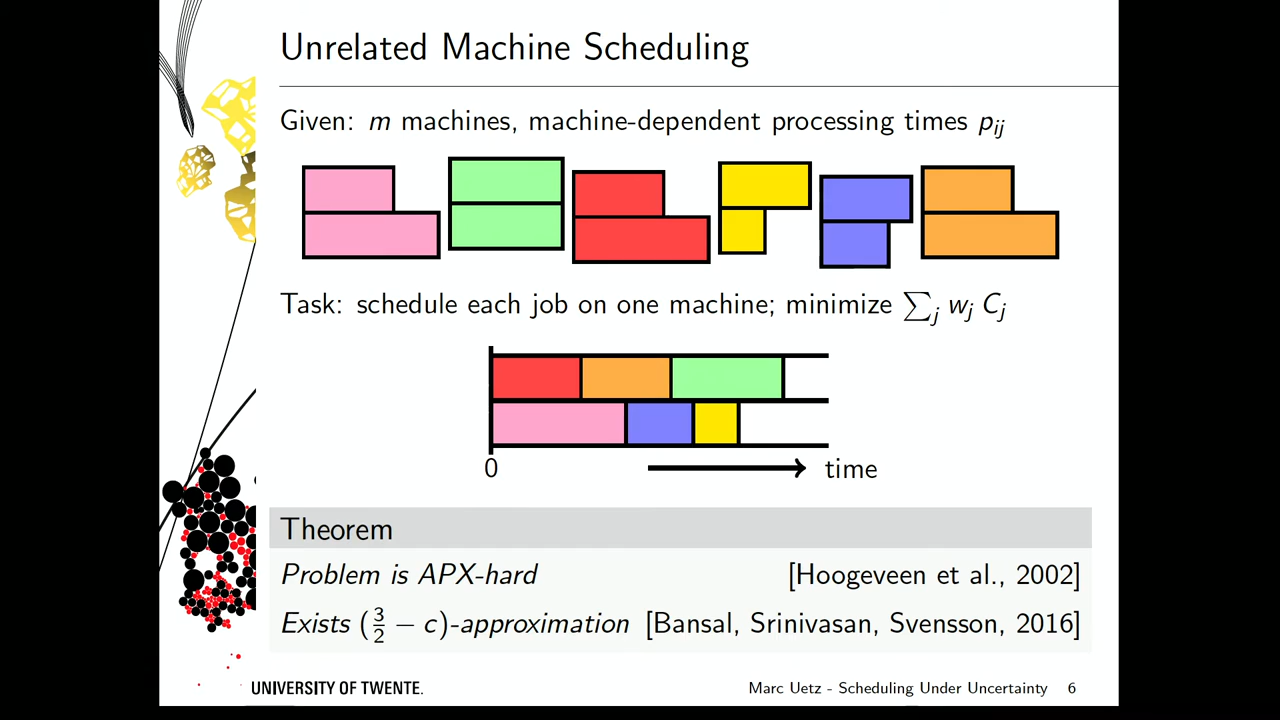 Unrelated Machine Scheduling
Given: m machines, machine-dependent processing times p_{ij}
Task: schedule each job on one machine; minimize ∑_j w_j C_j
0
time
Theorem
Problem is APX-hard [Hoogeveen et al., 2002]
Exists (3/2 − c)-approximation [Bansal, Srinivasan, Svensson, 2016]
UNIVERSITY OF TWENTE. Marc Uetz - Scheduling Under Uncertainty 6